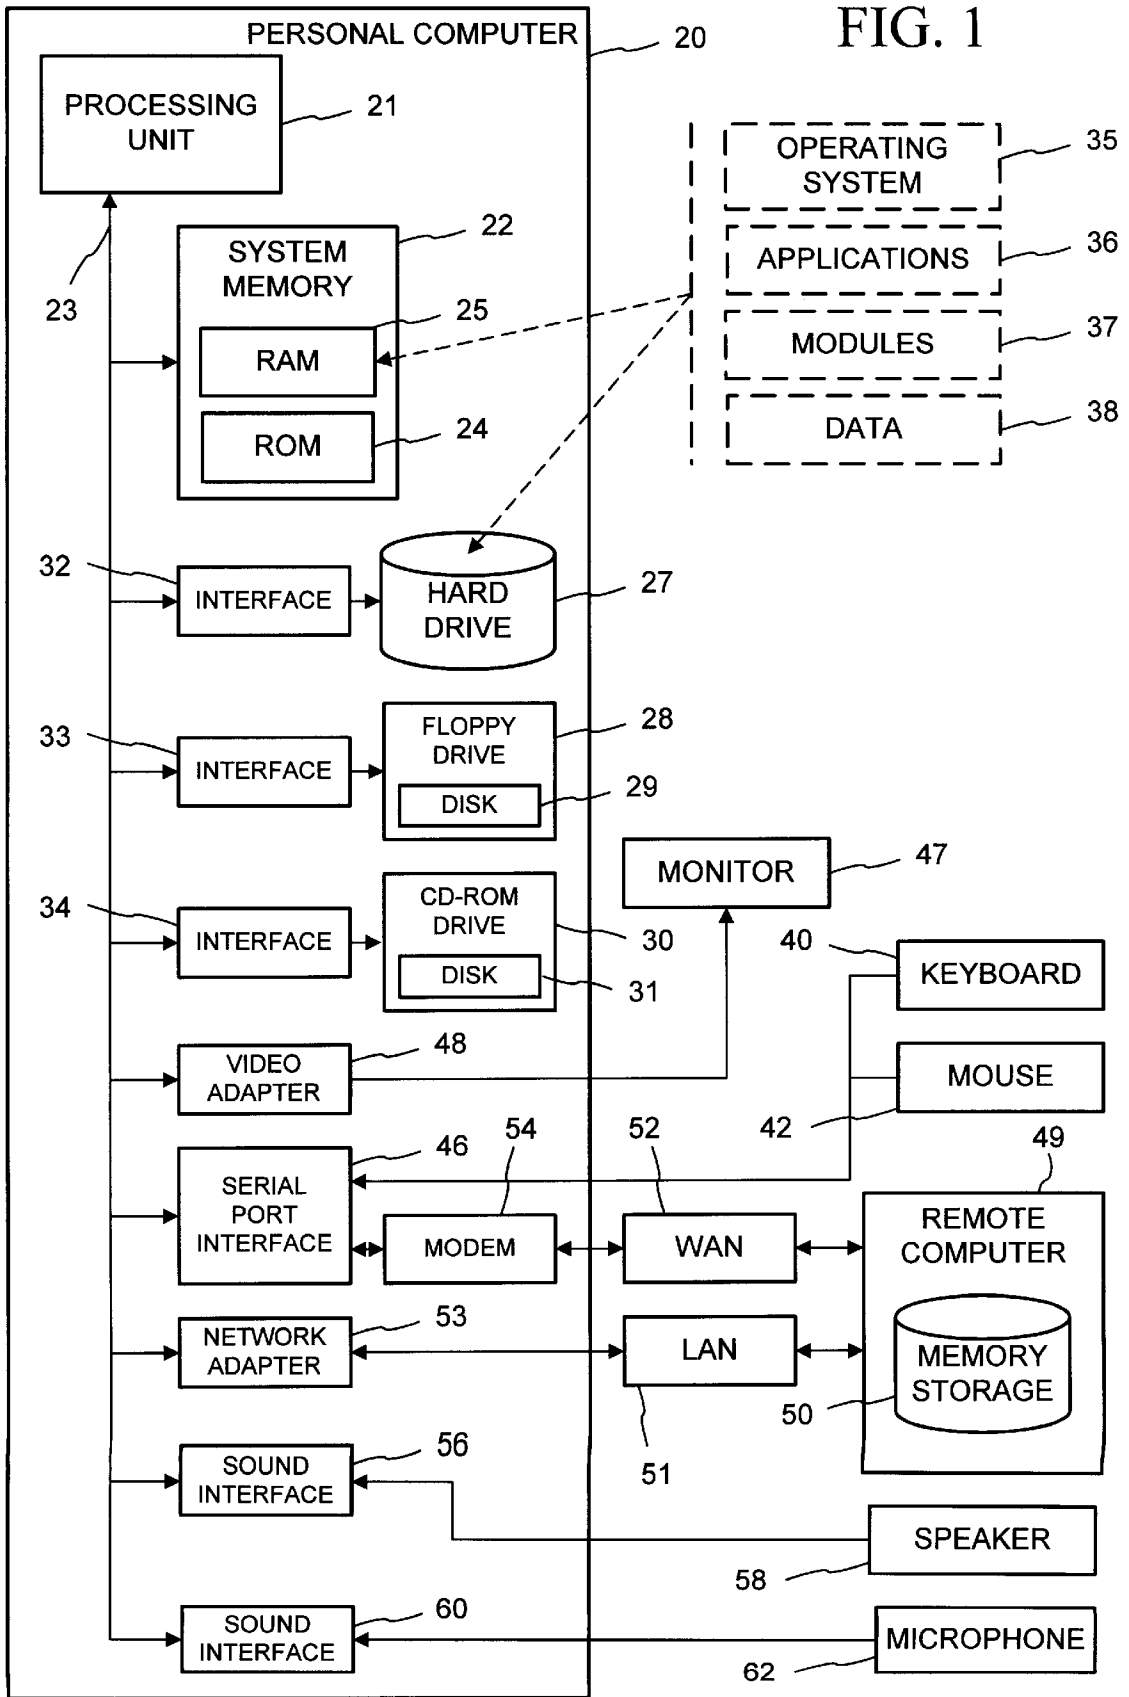 PERSONAL COMPUTER
20
FIG. 1
PROCESSING
UNIT
21
23
SYSTEM
MEMORY
22
RAM
25
ROM
24
OPERATING
SYSTEM
35
APPLICATIONS
36
MODULES
37
DATA
38
32
INTERFACE
HARD
DRIVE
27
33
INTERFACE
FLOPPY
DRIVE
28
DISK
29
34
INTERFACE
CD-ROM
DRIVE
30
DISK
31
MONITOR
47
40
KEYBOARD
MOUSE
42
VIDEO
ADAPTER
48
SERIAL
PORT
INTERFACE
46
MODEM
54
WAN
52
REMOTE
COMPUTER
49
MEMORY
STORAGE
50
NETWORK
ADAPTER
53
LAN
51
SOUND
INTERFACE
56
SPEAKER
58
SOUND
INTERFACE
60
MICROPHONE
62